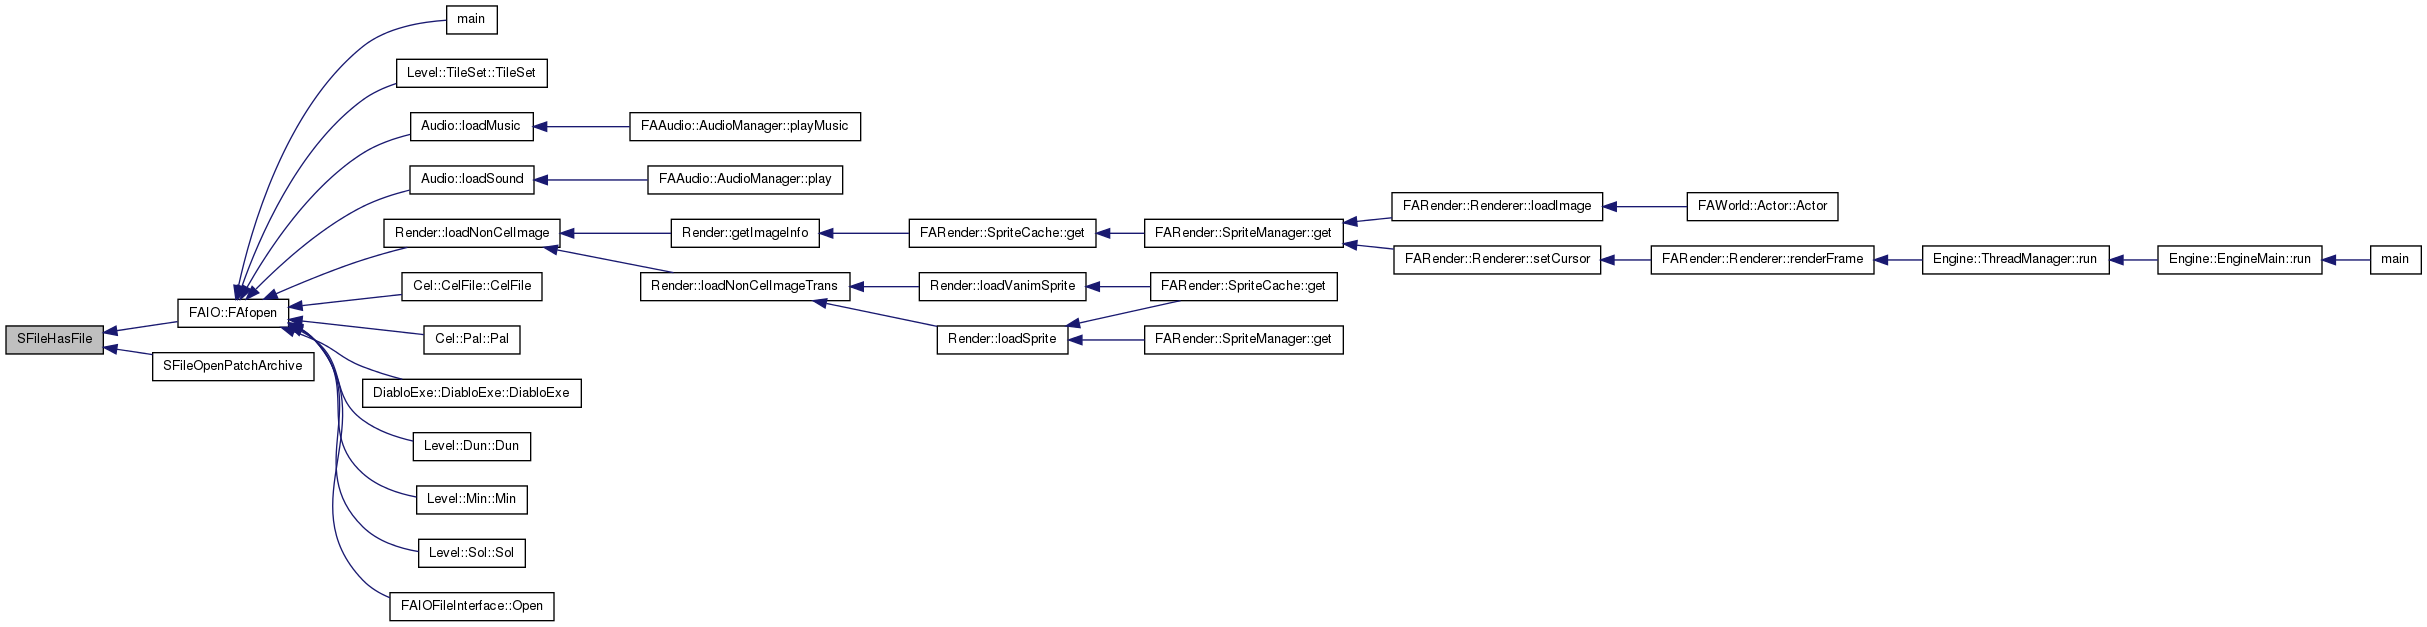 main
Level::TileSet::TileSet
Audio::loadMusic
FAAudio::AudioManager::playMusic
Audio::loadSound
FAAudio::AudioManager::play
FARender::Renderer::loadImage
FAWorld::Actor::Actor
Render::loadNonCelImage
Render::getImageInfo
FARender::SpriteCache::get
FARender::SpriteManager::get
FARender::Renderer::setCursor
FARender::Renderer::renderFrame
Engine::ThreadManager::run
Engine::EngineMain::run
main
Cel::CelFile::CelFile
Render::loadNonCelImageTrans
Render::loadVanimSprite
FARender::SpriteCache::get
FAIO::FAfopen
SFileHasFile
Cel::Pal::Pal
Render::loadSprite
FARender::SpriteManager::get
SFileOpenPatchArchive
DiabloExe::DiabloExe::DiabloExe
Level::Dun::Dun
Level::Min::Min
Level::Sol::Sol
FAIOFileInterface::Open